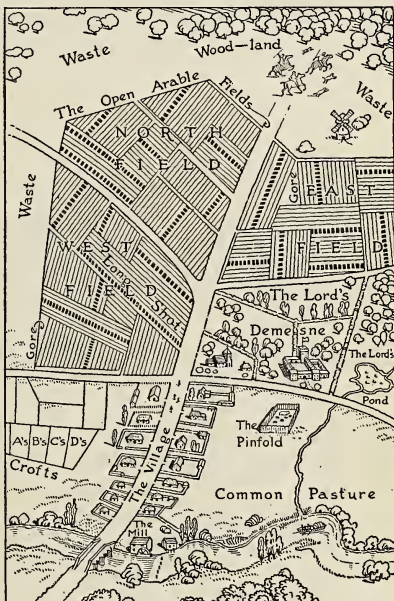 Waste
Wood-land
Waste
The Open Arable Fields
NORTH
FIELD
Waste
Gore
EAST
FIELD
WEST
FIELD
Long Shot
Gore
The Lord's
Demesne
The Lord's
Pond
A's B's C's D's
Crofts
The Village
The
Pinfold
Common Pasture
The
Mill